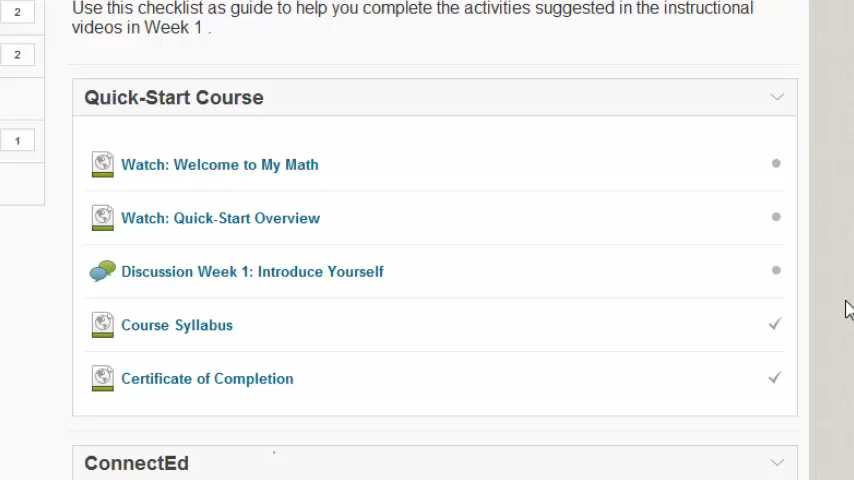 2
Use this checklist as guide to help you complete the activities suggested in the instructional
videos in Week 1 .
2
Quick-Start Course
1
Watch: Welcome to My Math
Watch: Quick-Start Overview
Discussion Week 1: Introduce Yourself
Course Syllabus
Certificate of Completion
ConnectEd